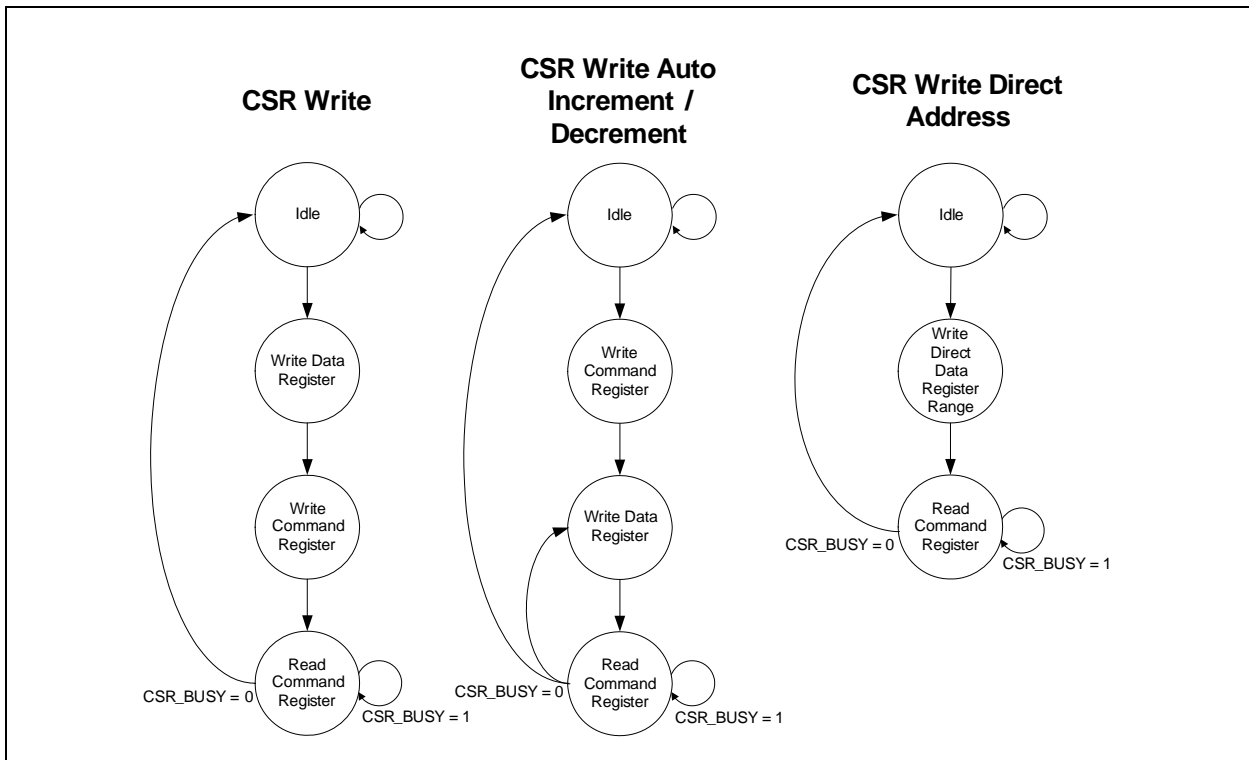 CSR Write
Idle
Write Data
Register
Write
Command
Register
Read
Command
Register
CSR_BUSY = 0
CSR_BUSY = 1
CSR Write Auto
Increment /
Decrement
Idle
Write
Command
Register
Write Data
Register
Read
Command
Register
CSR_BUSY = 0
CSR_BUSY = 1
CSR Write Direct
Address
Idle
Write
Direct
Data
Register
Range
Read
Command
Register
CSR_BUSY = 0
CSR_BUSY = 1